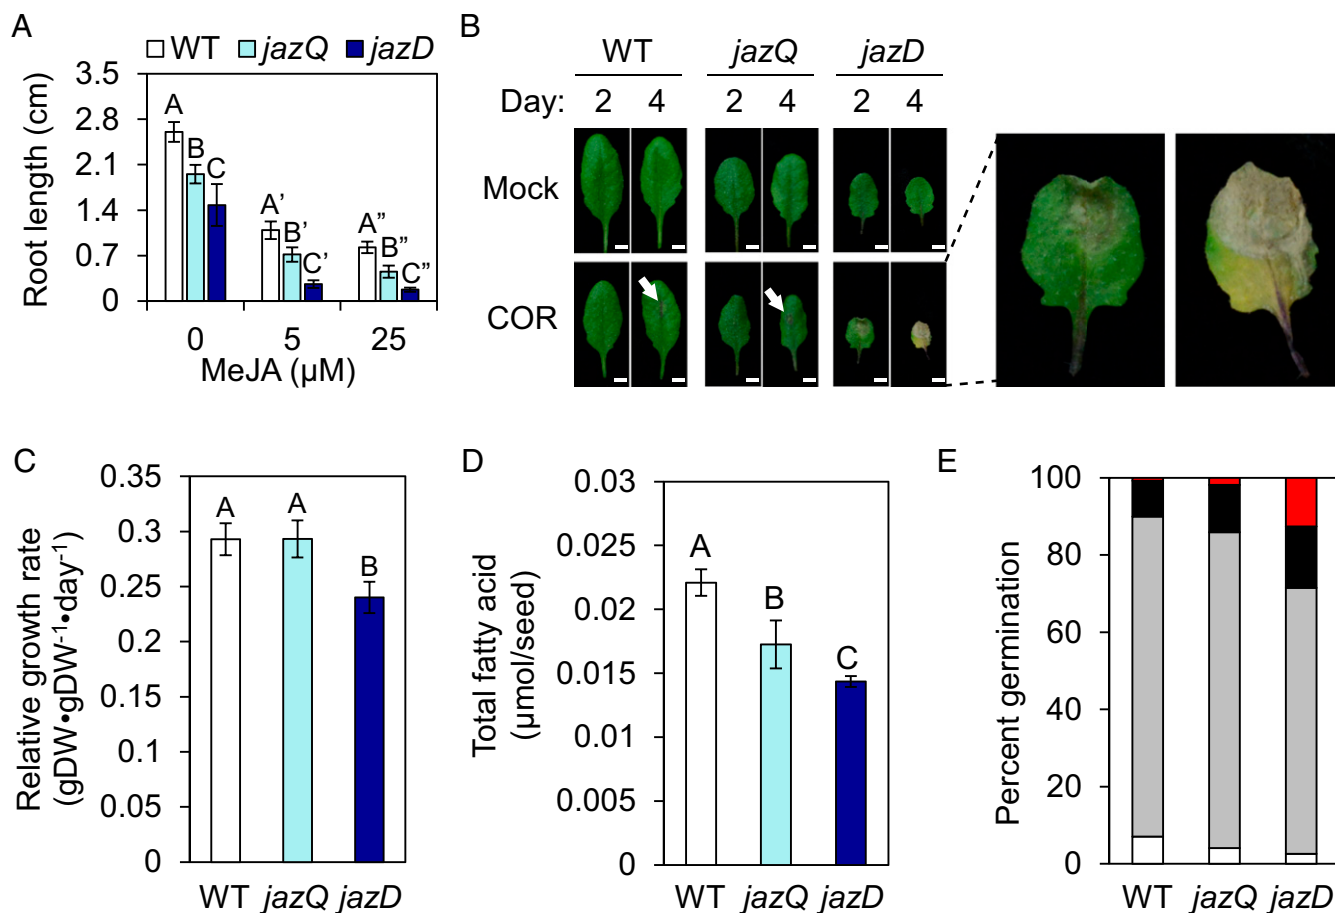 A
WT jazQ jazD
Root length (cm)
3.5
2.8
2.1
1.4
0.7
0
A
B
C
A’
B’
C’
A”
B”
C”
0 5 25
MeJA (µM)
B
WT jazQ jazD
Day: 2 4 2 4 2 4
Mock
COR
C
Relative growth rate
(gDW•gDW-1•day-1)
0.35
0.3
0.25
0.2
0.15
0.1
0.05
0
A
A
B
WT jazQ jazD
D
Total fatty acid
(µmol/seed)
0.03
0.025
0.02
0.015
0.01
0.005
0
A
B
C
WT jazQ jazD
E
Percent germination
100
80
60
40
20
0
WT jazQ jazD